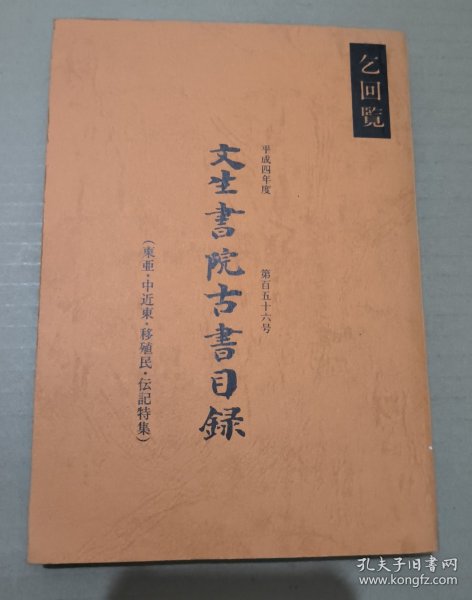 乞回覧
平成四年度　第百五十六号
文生書院古書目録
（東亜・中近東・移殖民・伝記特集）
孔夫子旧书网
www.kongfz.com